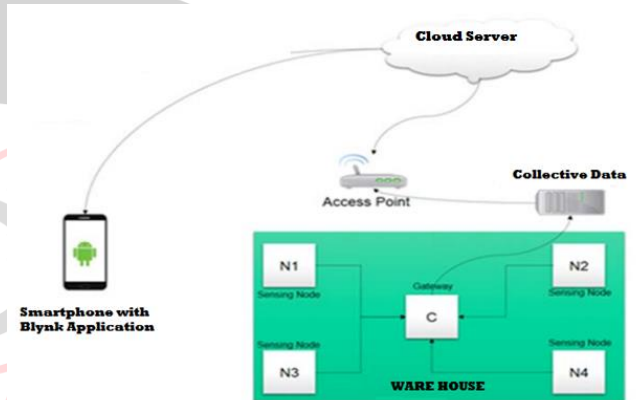 Cloud Server
Collective Data
Access Point
N1
Sensing Node
Gateway
C
N2
Sensing Node
Smartphone with
Blynk Application
Sensing Node
N3
WARE HOUSE
Sensing Node
N4